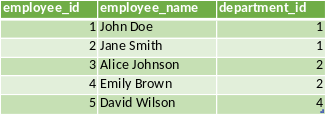 employee_id employee_name department_id
1 John Doe 1
2 Jane Smith 1
3 Alice Johnson 2
4 Emily Brown 2
5 David Wilson 4